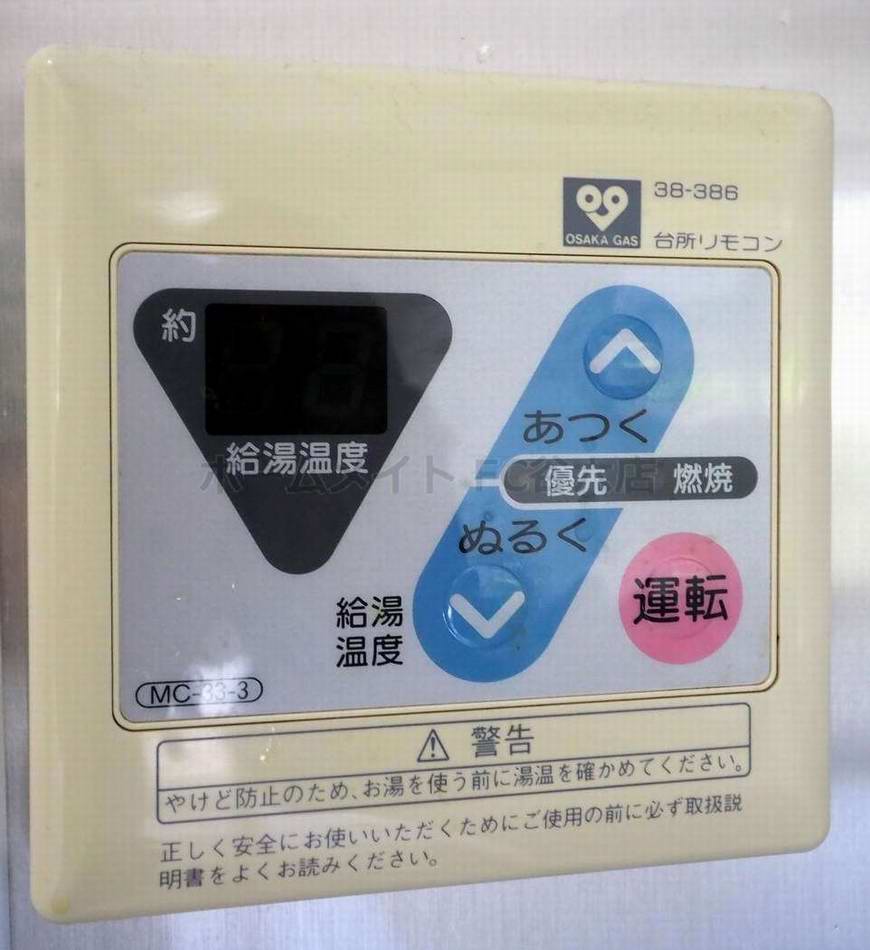 38-386
OSAKA GAS
台所リモコン
約
給湯温度
あつく
優先 燃焼
ぬるく
運転
給湯
温度
MC-33-3
警告
やけど防止のため、お湯を使う前に湯温を確かめてください。
正しく安全にお使いいただくためにご使用の前に必ず取扱説
明書をよくお読みください。